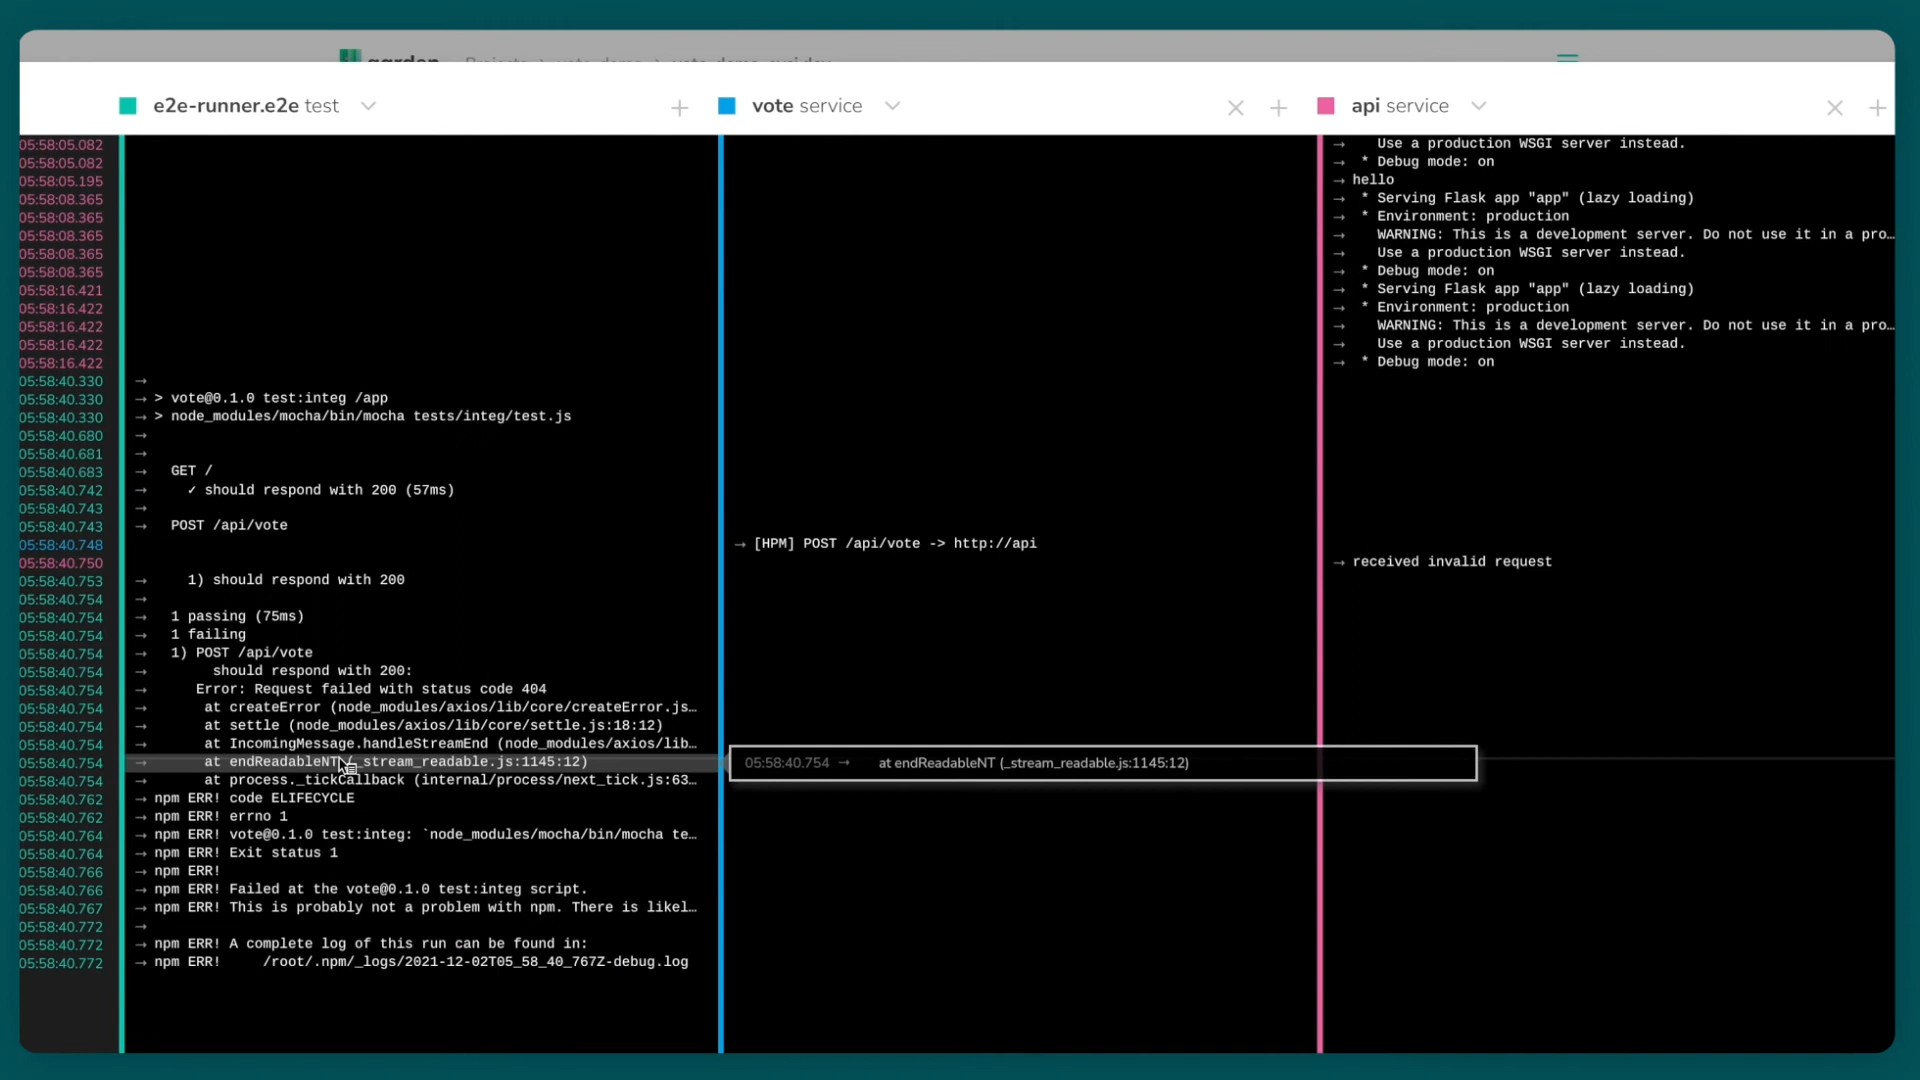 garden Projects > vote-demo > vote-demo-eysi.dev
e2e-runner.e2e test
vote service
api service
05:58:05.082 → Use a production WSGI server instead.
05:58:05.082 → * Debug mode: on
05:58:05.195 → hello
05:58:08.365 → * Serving Flask app "app" (lazy loading)
05:58:08.365 → * Environment: production
05:58:08.365 → WARNING: This is a development server. Do not use it in a pro…
05:58:08.365 → Use a production WSGI server instead.
05:58:08.365 → * Debug mode: on
05:58:16.421 → * Serving Flask app "app" (lazy loading)
05:58:16.422 → * Environment: production
05:58:16.422 → WARNING: This is a development server. Do not use it in a pro…
05:58:16.422 → Use a production WSGI server instead.
05:58:16.422 → * Debug mode: on
05:58:40.330 →
05:58:40.330 → > vote@0.1.0 test:integ /app
05:58:40.330 → > node_modules/mocha/bin/mocha tests/integ/test.js
05:58:40.680 →
05:58:40.681 →
05:58:40.683 → GET /
05:58:40.742 → ✓ should respond with 200 (57ms)
05:58:40.743 →
05:58:40.743 → POST /api/vote
05:58:40.748 → [HPM] POST /api/vote -> http://api
05:58:40.750 → received invalid request
05:58:40.753 → 1) should respond with 200
05:58:40.754 →
05:58:40.754 → 1 passing (75ms)
05:58:40.754 → 1 failing
05:58:40.754 → 1) POST /api/vote
05:58:40.754 → should respond with 200:
05:58:40.754 → Error: Request failed with status code 404
05:58:40.754 → at createError (node_modules/axios/lib/core/createError.js…
05:58:40.754 → at settle (node_modules/axios/lib/core/settle.js:18:12)
05:58:40.754 → at IncomingMessage.handleStreamEnd (node_modules/axios/lib…
05:58:40.754 → at endReadableNT (_stream_readable.js:1145:12)
05:58:40.754 → at endReadableNT (_stream_readable.js:1145:12)
05:58:40.754 → at process._tickCallback (internal/process/next_tick.js:63…
05:58:40.762 → npm ERR! code ELIFECYCLE
05:58:40.762 → npm ERR! errno 1
05:58:40.764 → npm ERR! vote@0.1.0 test:integ: `node_modules/mocha/bin/mocha te…
05:58:40.764 → npm ERR! Exit status 1
05:58:40.766 → npm ERR!
05:58:40.766 → npm ERR! Failed at the vote@0.1.0 test:integ script.
05:58:40.767 → npm ERR! This is probably not a problem with npm. There is likel…
05:58:40.772 →
05:58:40.772 → npm ERR! A complete log of this run can be found in:
05:58:40.772 → npm ERR! /root/.npm/_logs/2021-12-02T05_58_40_767Z-debug.log